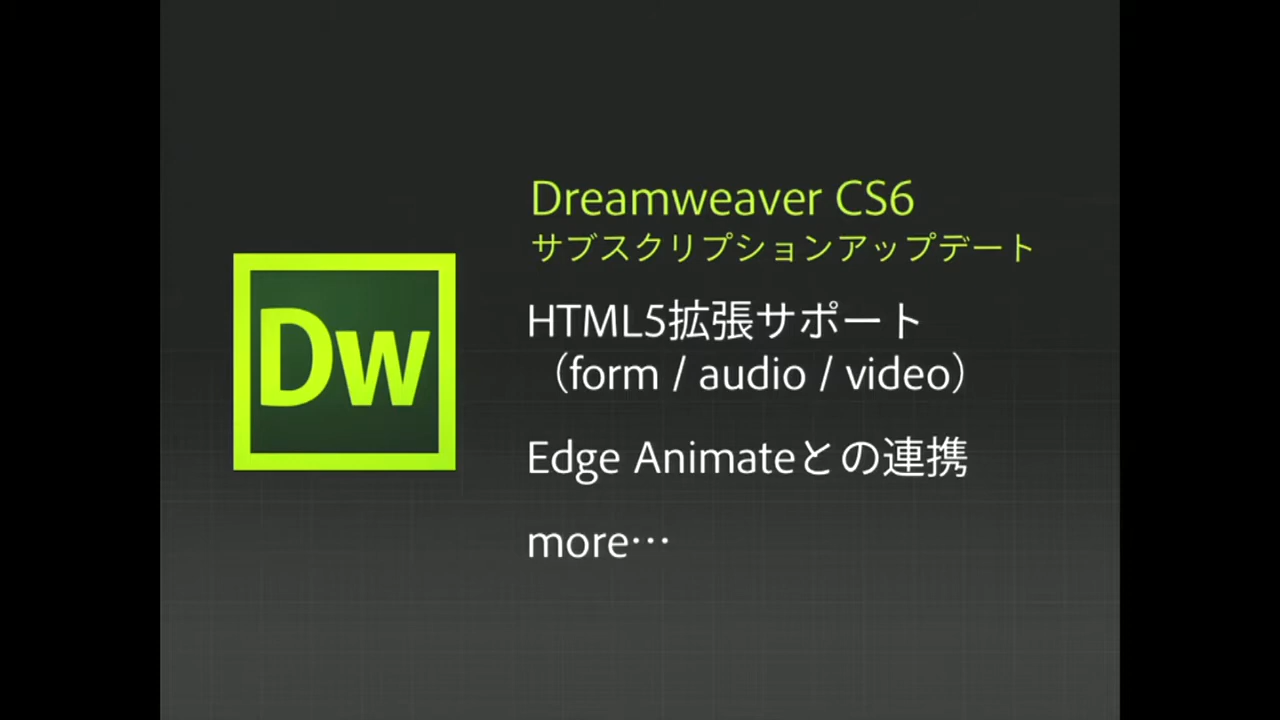 Dw
Dreamweaver CS6
サブスクリプションアップデート
HTML5拡張サポート
（form / audio / video）
Edge Animateとの連携
more…